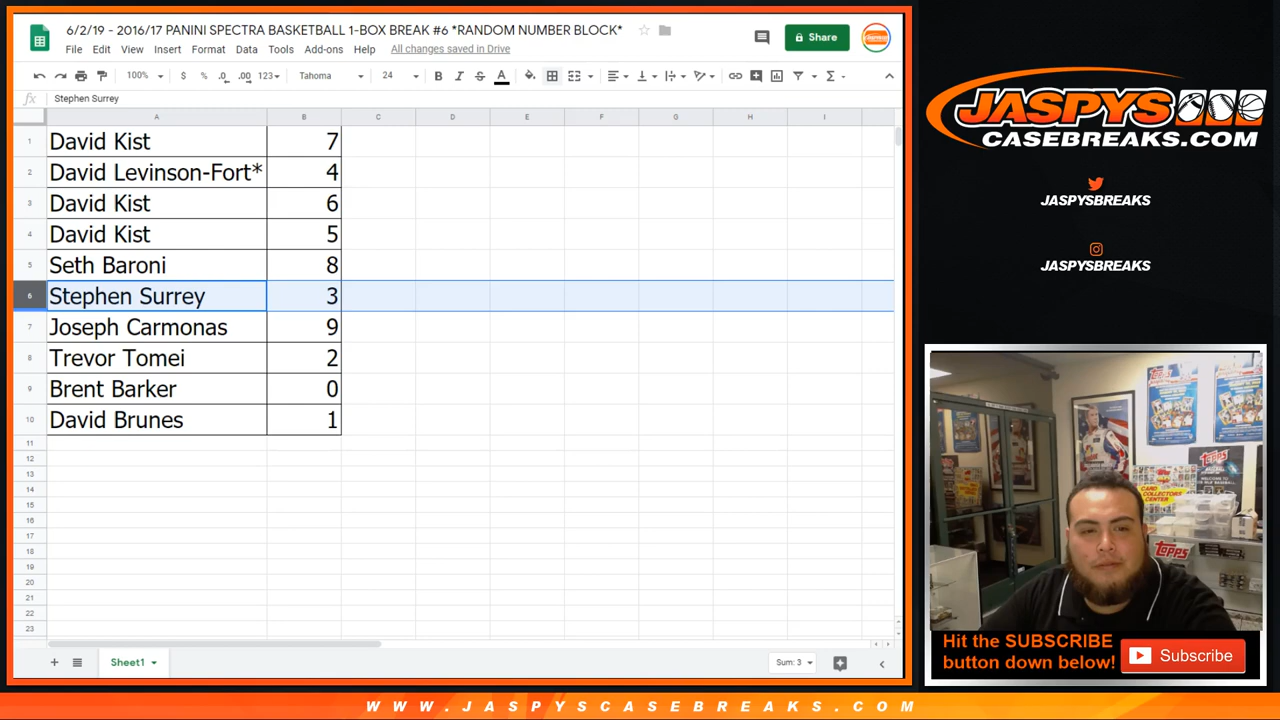 6/2/19 - 2016/17 PANINI SPECTRA BASKETBALL 1-BOX BREAK #6 *RANDOM NUMBER BLOCK*
File Edit View Insert Format Data Tools Add-ons Help All changes saved in Drive
Share
100% $ % .0 .00 123 Tahoma 24 B I S A
fx Stephen Surrey
A B C D E F G H I
1 David Kist 7
2 David Levinson-Fort* 4
3 David Kist 6
4 David Kist 5
5 Seth Baroni 8
6 Stephen Surrey 3
7 Joseph Carmonas 9
8 Trevor Tomei 2
9 Brent Barker 0
10 David Brunes 1
11
12
13
14
15
16
17
18
19
20
21
22
23
Sheet1
Sum: 3
JASPYS
CASEBREAKS.COM
JASPYSBREAKS
JASPYSBREAKS
TOPPS
CARD
COLLECTORS
CENTER
TOPPS
Hit the SUBSCRIBE
button down below!
Subscribe
WWW.JASPYSCASEBREAKS.COM